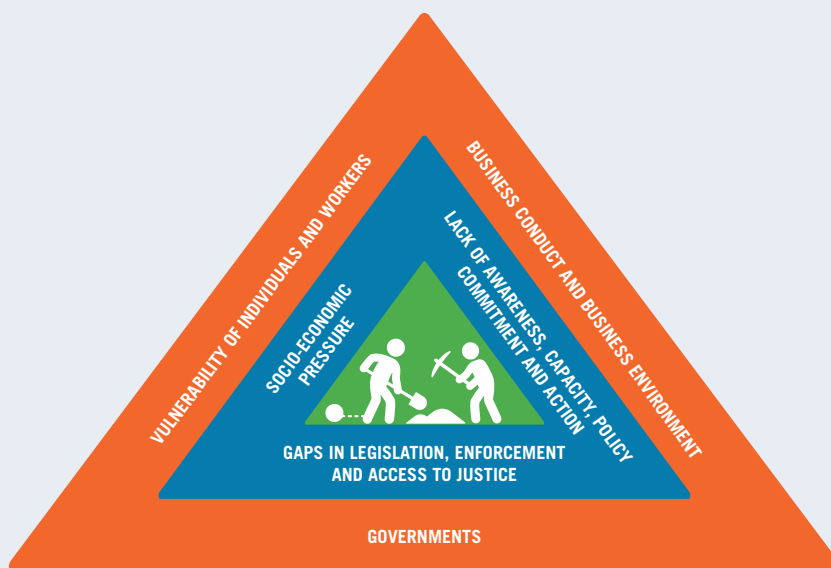 VULNERABILITY OF INDIVIDUALS AND WORKERS
BUSINESS CONDUCT AND BUSINESS ENVIRONMENT
SOCIO-ECONOMIC
PRESSURE
LACK OF AWARENESS, CAPACITY, POLICY
COMMITMENT AND ACTION
GAPS IN LEGISLATION, ENFORCEMENT
AND ACCESS TO JUSTICE
GOVERNMENTS